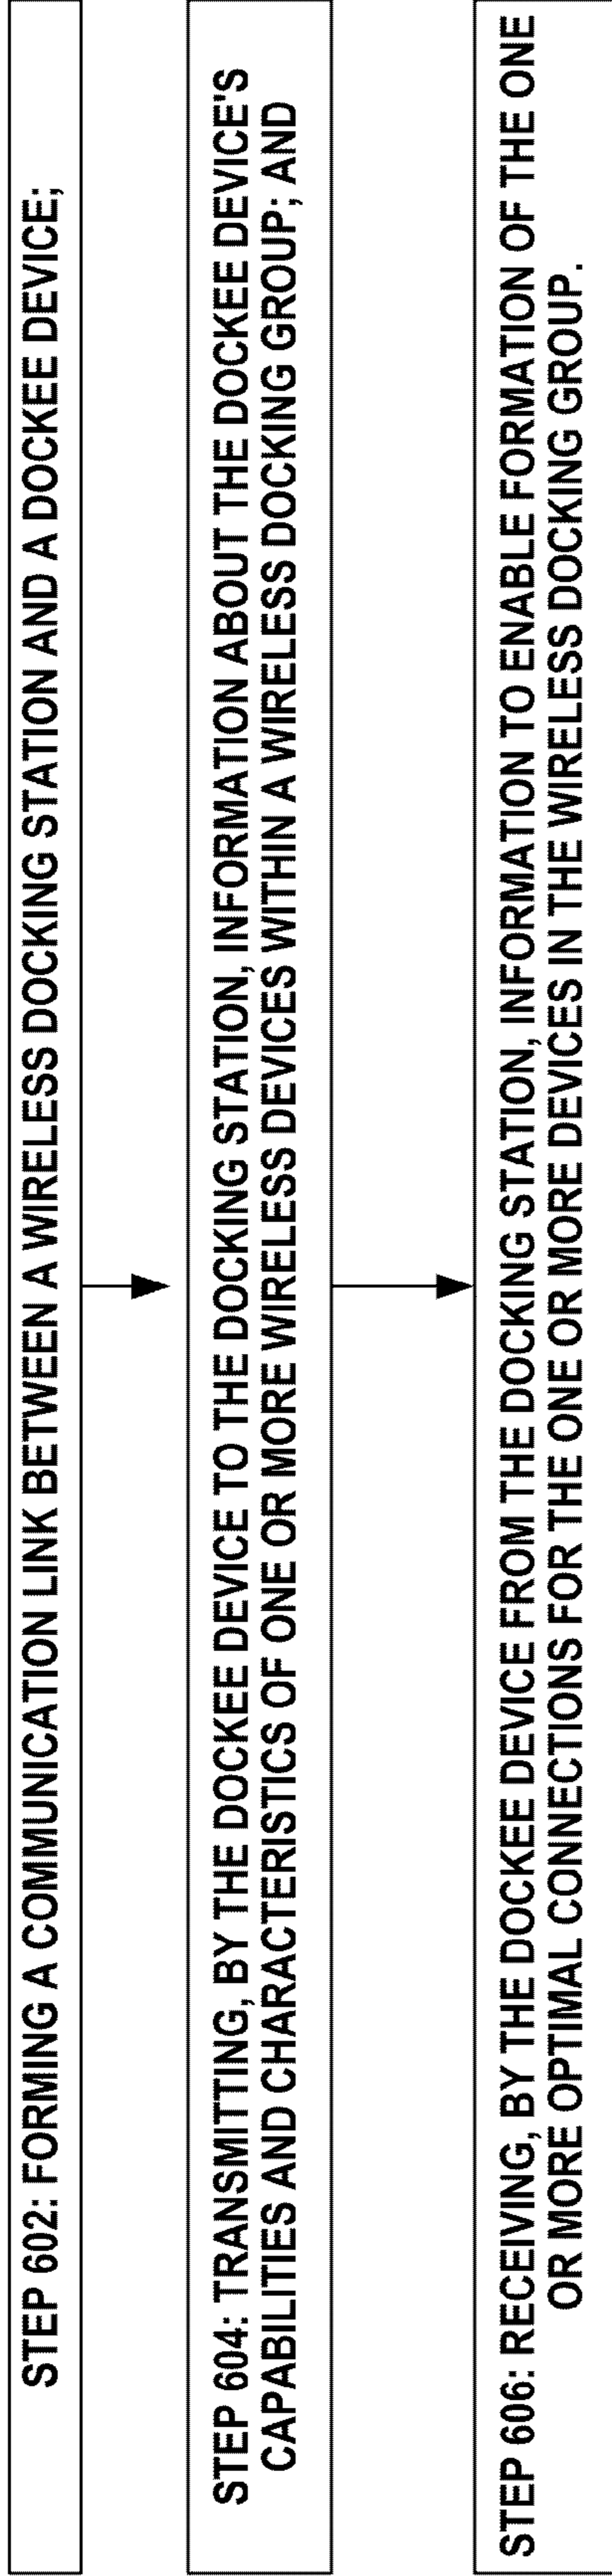 STEP 602: FORMING A COMMUNICATION LINK BETWEEN A WIRELESS DOCKING STATION AND A DOCKEE DEVICE;
STEP 604: TRANSMITTING, BY THE DOCKEE DEVICE TO THE DOCKING STATION, INFORMATION ABOUT THE DOCKEE DEVICE'S
CAPABILITIES AND CHARACTERISTICS OF ONE OR MORE WIRELESS DEVICES WITHIN A WIRELESS DOCKING GROUP; AND
STEP 606: RECEIVING, BY THE DOCKEE DEVICE FROM THE DOCKING STATION, INFORMATION TO ENABLE FORMATION OF THE ONE
OR MORE OPTIMAL CONNECTIONS FOR THE ONE OR MORE DEVICES IN THE WIRELESS DOCKING GROUP.